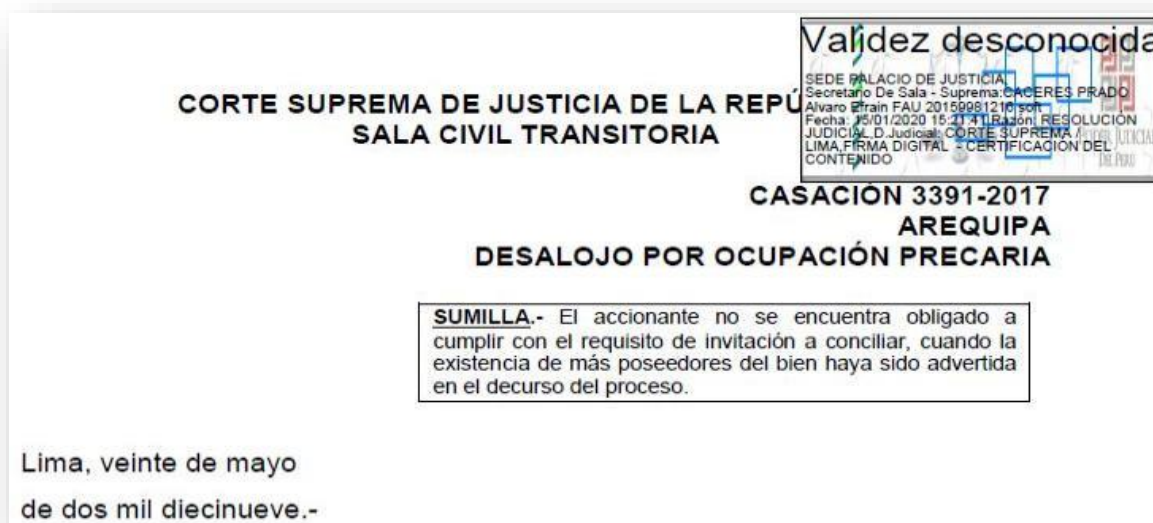 Validez desconocida
SEDE PALACIO DE JUSTICIA,
Secretario De Sala - Suprema:CACERES PRADO
Alvaro Efrain FAU 20159981216 soft
Fecha: 15/01/2020 15:21:41,Razón: RESOLUCIÓN
JUDICIAL,D.Judicial: CORTE SUPREMA /
LIMA,FIRMA DIGITAL - CERTIFICACIÓN DEL
CONTENIDO
PODER JUDICIAL
DEL PERÚ
CORTE SUPREMA DE JUSTICIA DE LA REPÚ
SALA CIVIL TRANSITORIA
CASACIÓN 3391-2017
AREQUIPA
DESALOJO POR OCUPACIÓN PRECARIA
SUMILLA.- El accionante no se encuentra obligado a
cumplir con el requisito de invitación a conciliar, cuando la
existencia de más poseedores del bien haya sido advertida
en el decurso del proceso.
Lima, veinte de mayo
de dos mil diecinueve.-